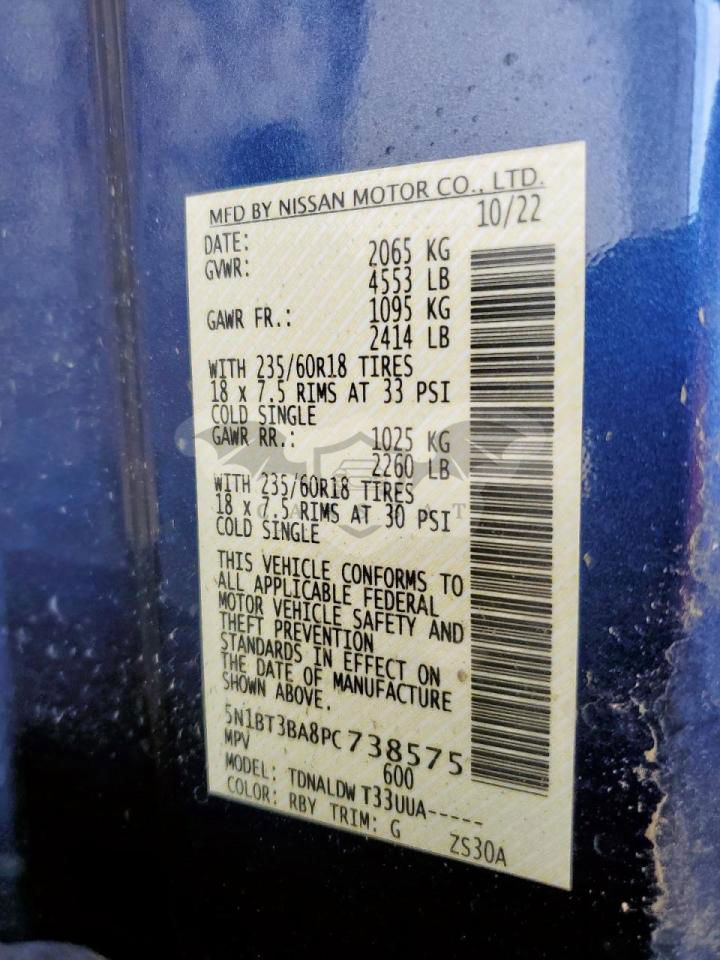 MFD BY NISSAN MOTOR CO., LTD.
DATE: 10/22
GVWR: 2065 KG
4553 LB
GAWR FR.: 1095 KG
2414 LB
WITH 235/60R18 TIRES
18 x 7.5 RIMS AT 33 PSI
COLD SINGLE
GAWR RR.: 1025 KG
2260 LB
WITH 235/60R18 TIRES
18 x 7.5 RIMS AT 30 PSI
COLD SINGLE
THIS VEHICLE CONFORMS TO
ALL APPLICABLE FEDERAL
MOTOR VEHICLE SAFETY AND
THEFT PREVENTION
STANDARDS IN EFFECT ON
THE DATE OF MANUFACTURE
SHOWN ABOVE.
5N1BT3BA8PC738575
MPV 600
MODEL: TDNALDW T33UUA-----
COLOR: RBY TRIM: G ZS30A